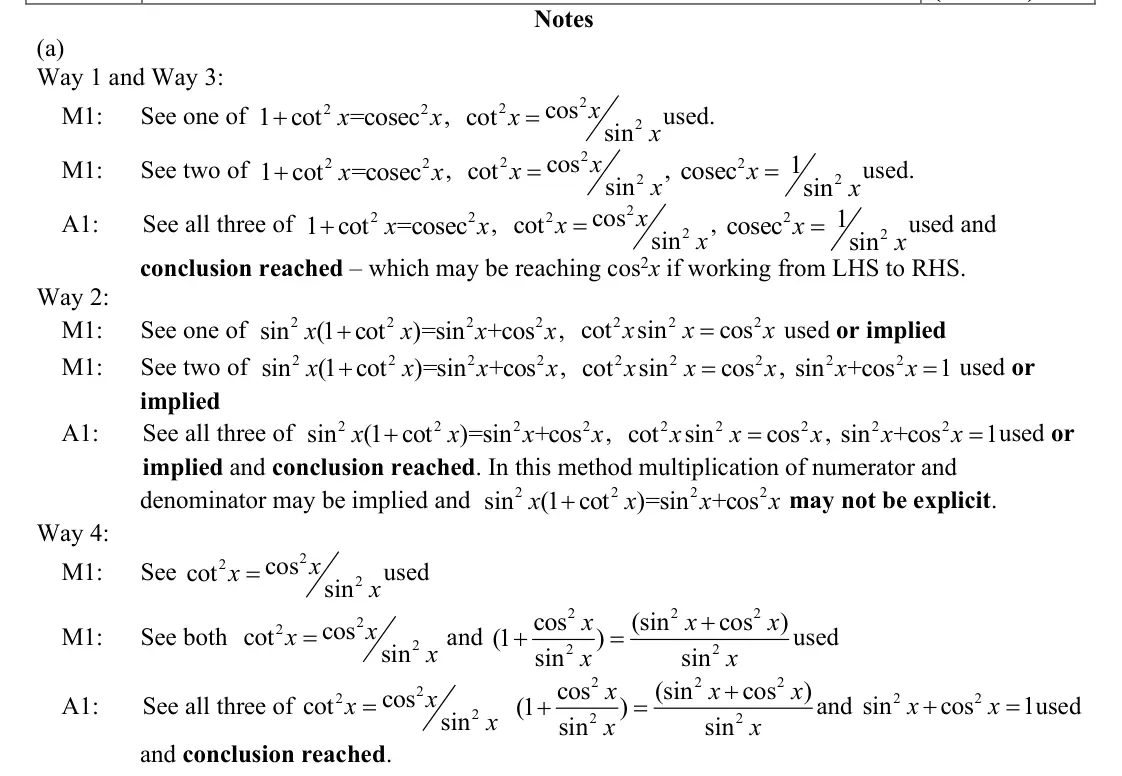 Notes
(a)
Way 1 and Way 3:
M1: See one of 1+cot² x=cosec²x, cot²x = cos²x/sin² x used.
M1: See two of 1+cot² x=cosec²x, cot²x = cos²x/sin² x, cosec²x = 1/sin² x used.
A1: See all three of 1+cot² x=cosec²x, cot²x = cos²x/sin² x, cosec²x = 1/sin² x used and
conclusion reached – which may be reaching cos²x if working from LHS to RHS.
Way 2:
M1: See one of sin² x(1+cot² x)=sin²x+cos²x, cot²x sin² x = cos²x used or implied
M1: See two of sin² x(1+cot² x)=sin²x+cos²x, cot²x sin² x = cos²x, sin²x+cos²x =1 used or
implied
A1: See all three of sin² x(1+cot² x)=sin²x+cos²x, cot²x sin² x = cos²x, sin²x+cos²x =1used or
implied and conclusion reached. In this method multiplication of numerator and
denominator may be implied and sin² x(1+cot² x)=sin²x+cos²x may not be explicit.
Way 4:
M1: See cot²x = cos²x/sin² x used
M1: See both cot²x = cos²x/sin² x and (1+ cos² x/sin² x) = (sin² x+cos² x)/sin² x used
A1: See all three of cot²x = cos²x/sin² x (1+ cos² x/sin² x) = (sin² x+cos² x)/sin² x and sin² x+cos² x =1used
and conclusion reached.